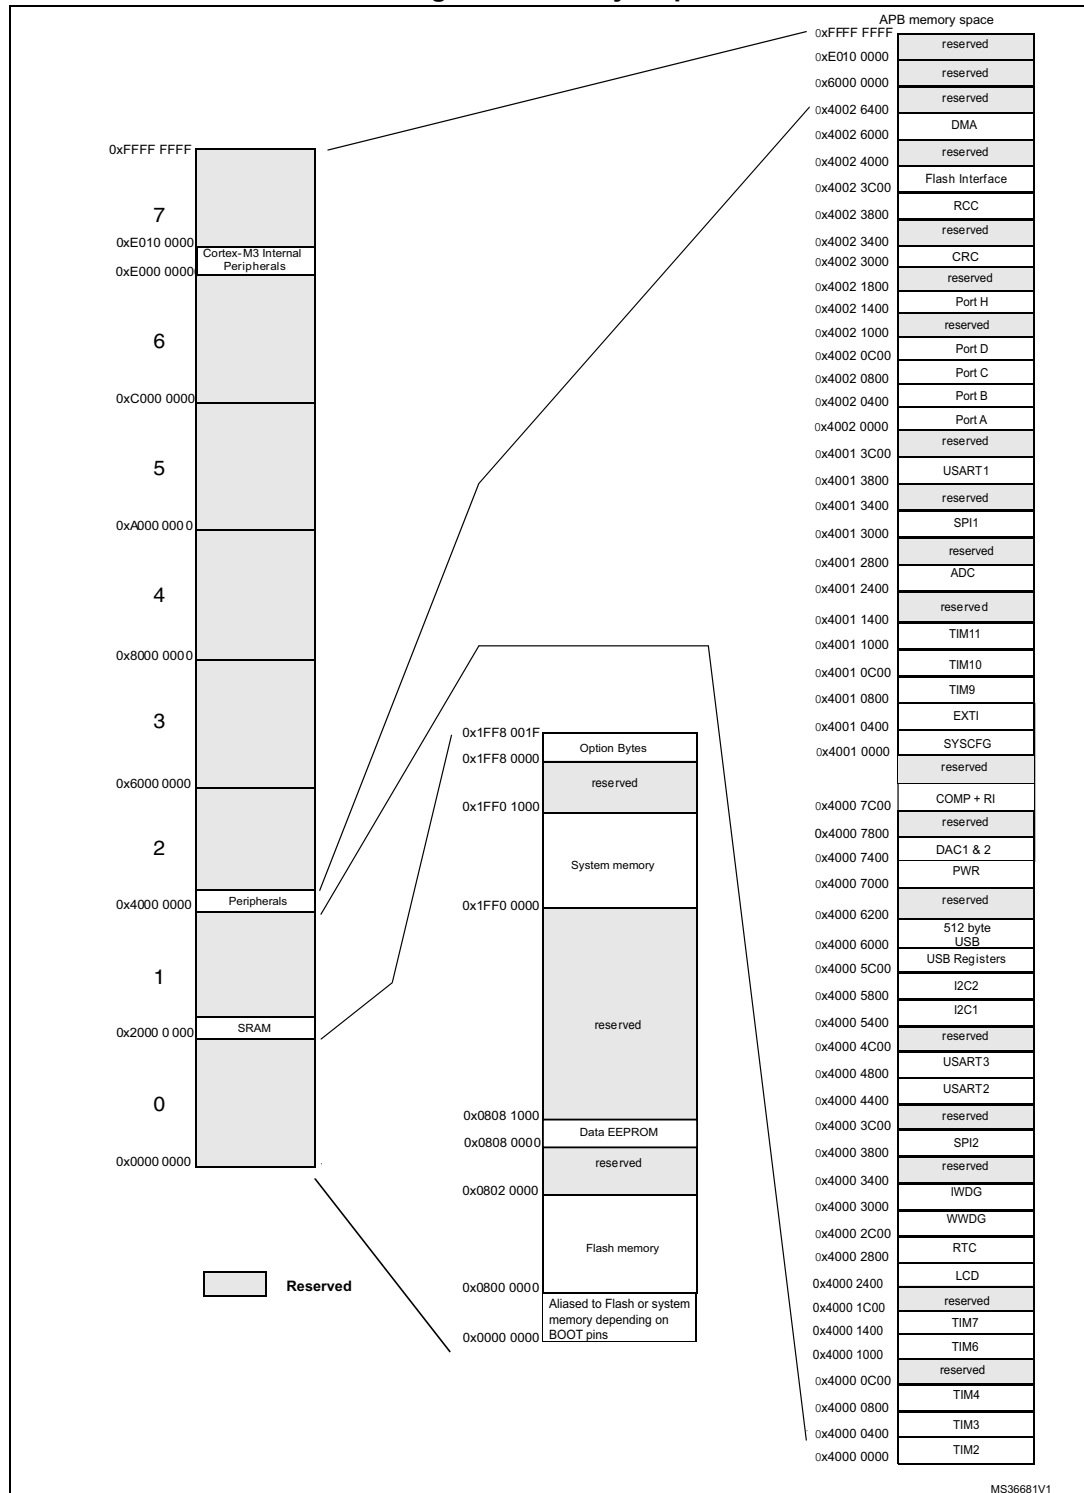 APB memory space
0xFFFF FFFF
reserved
0xE010 0000
reserved
0x6000 0000
reserved
0x4002 6400
DMA
0x4002 6000
reserved
0x4002 4000
Flash Interface
0x4002 3C00
RCC
0x4002 3800
reserved
0x4002 3400
CRC
0x4002 3000
reserved
0x4002 1800
Port H
0x4002 1400
reserved
0x4002 1000
Port D
0x4002 0C00
Port C
0x4002 0800
Port B
0x4002 0400
Port A
0x4002 0000
reserved
0x4001 3C00
USART1
0x4001 3800
reserved
0x4001 3400
SPI1
0x4001 3000
reserved
0x4001 2800
ADC
0x4001 2400
reserved
0x4001 1400
TIM11
0x4001 1000
TIM10
0x4001 0C00
TIM9
0x4001 0800
EXTI
0x4001 0400
SYSCFG
0x4001 0000
reserved
COMP + RI
0x4000 7C00
reserved
0x4000 7800
DAC1 & 2
0x4000 7400
PWR
0x4000 7000
reserved
0x4000 6200
512 byte
USB
0x4000 6000
USB Registers
0x4000 5C00
I2C2
0x4000 5800
I2C1
0x4000 5400
reserved
0x4000 4C00
USART3
0x4000 4800
USART2
0x4000 4400
reserved
0x4000 3C00
SPI2
0x4000 3800
reserved
0x4000 3400
IWDG
0x4000 3000
WWDG
0x4000 2C00
RTC
0x4000 2800
LCD
0x4000 2400
reserved
0x4000 1C00
TIM7
0x4000 1400
TIM6
0x4000 1000
reserved
0x4000 0C00
TIM4
0x4000 0800
TIM3
0x4000 0400
TIM2
0x4000 0000
0xFFFF FFFF
7
0xE010 0000
Cortex-M3 Internal
Peripherals
0xE000 0000
6
0xC000 0000
5
0xA000 0000
4
0x8000 0000
3
0x6000 0000
2
Peripherals
0x4000 0000
1
SRAM
0x2000 0000
0
0x0000 0000
Reserved
0x1FF8 001F
Option Bytes
0x1FF8 0000
reserved
0x1FF0 1000
System memory
0x1FF0 0000
reserved
0x0808 1000
Data EEPROM
0x0808 0000
reserved
0x0802 0000
Flash memory
0x0800 0000
Aliased to Flash or system
memory depending on
BOOT pins
0x0000 0000
MS36681V1